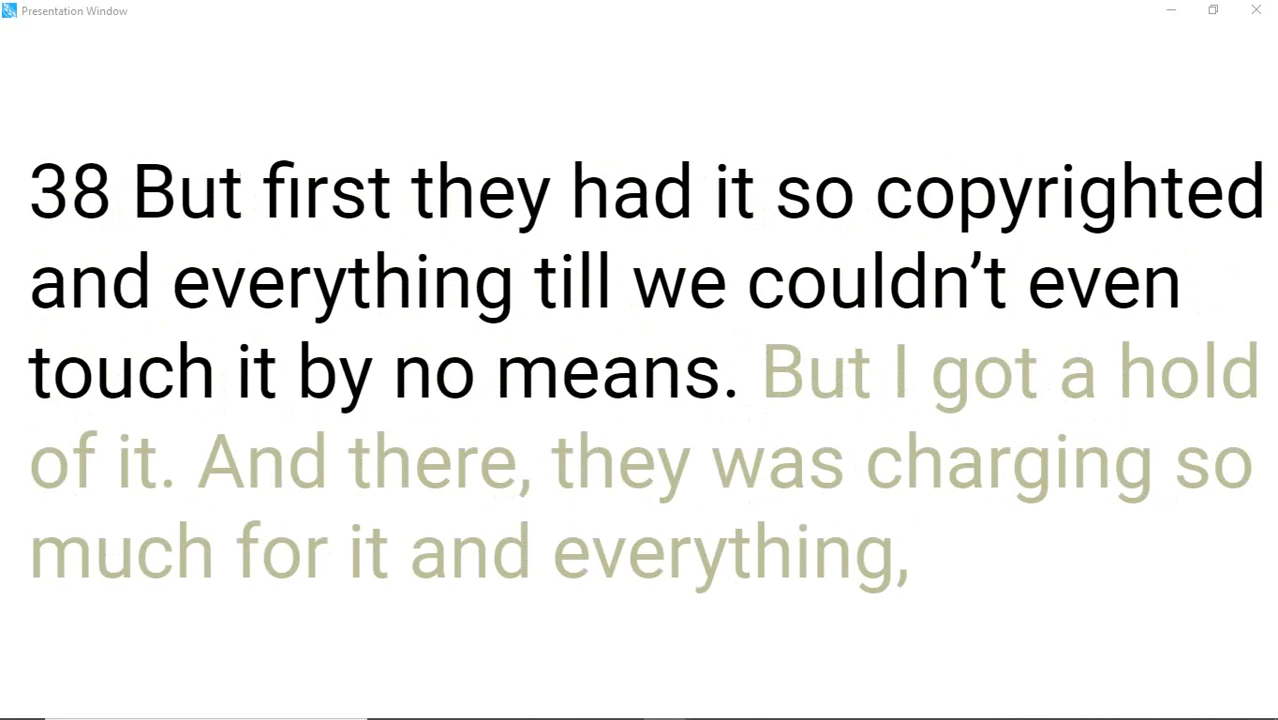 Presentation Window
38 But first they had it so copyrighted
and everything till we couldn’t even
touch it by no means. But I got a hold
of it. And there, they was charging so
much for it and everything,